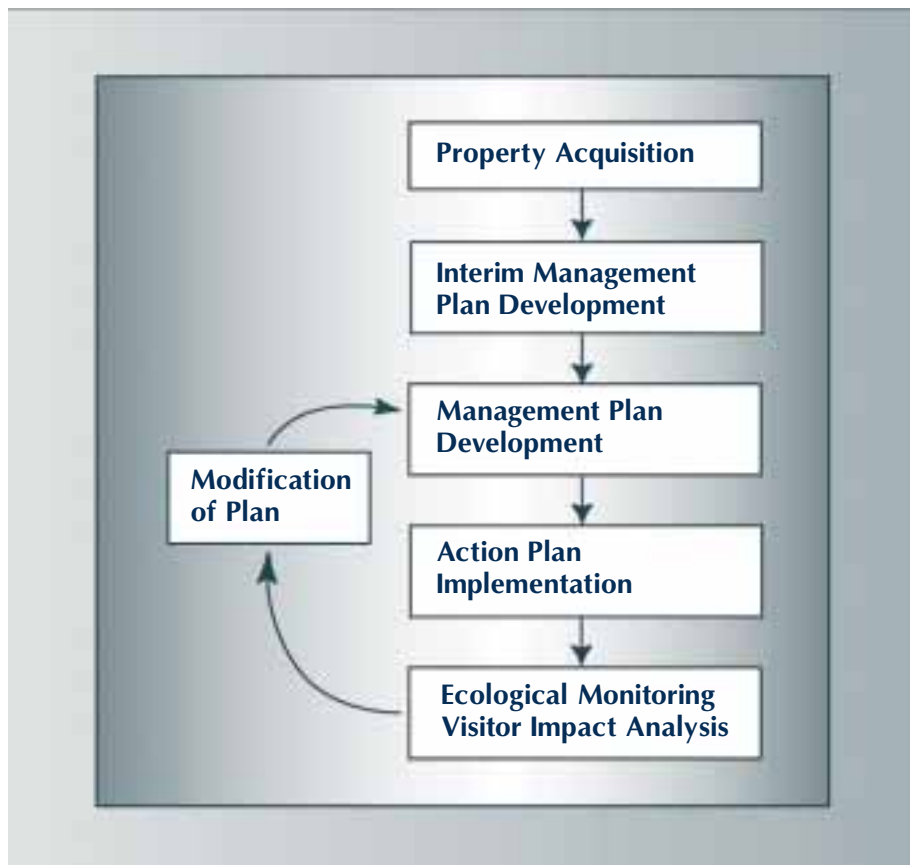 Property Acquisition
Interim Management
Plan Development
Management Plan
Development
Modification
of Plan
Action Plan
Implementation
Ecological Monitoring
Visitor Impact Analysis